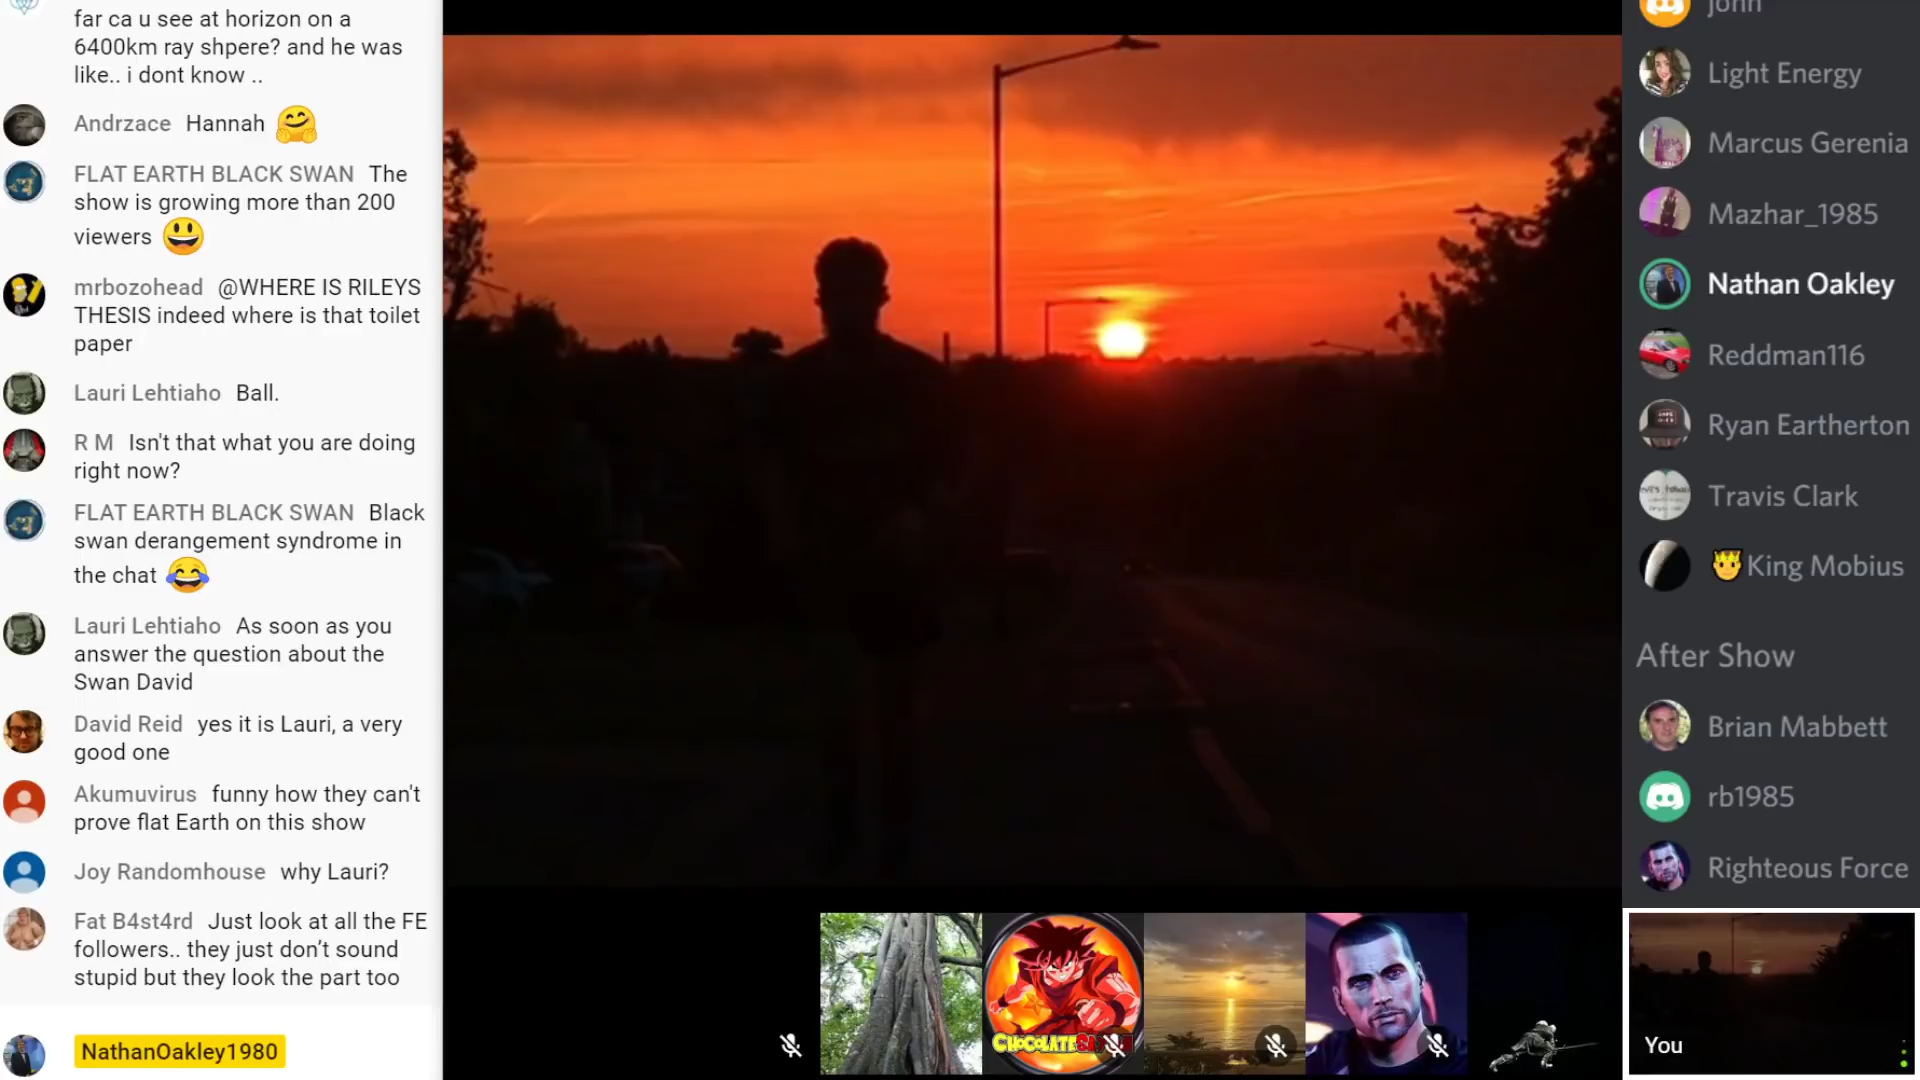 far ca u see at horizon on a
6400km ray shpere? and he was
like.. i dont know ..
Andrzace Hannah
FLAT EARTH BLACK SWAN The
show is growing more than 200
viewers
mrbozohead @WHERE IS RILEYS
THESIS indeed where is that toilet
paper
Lauri Lehtiaho Ball.
R M Isn't that what you are doing
right now?
FLAT EARTH BLACK SWAN Black
swan derangement syndrome in
the chat
Lauri Lehtiaho As soon as you
answer the question about the
Swan David
David Reid yes it is Lauri, a very
good one
Akumuvirus funny how they can't
prove flat Earth on this show
Joy Randomhouse why Lauri?
Fat B4st4rd Just look at all the FE
followers.. they just don’t sound
stupid but they look the part too
NathanOakley1980
john
Light Energy
Marcus Gerenia
Mazhar_1985
Nathan Oakley
Reddman116
Ryan Eartherton
Travis Clark
King Mobius
After Show
Brian Mabbett
rb1985
Righteous Force
You